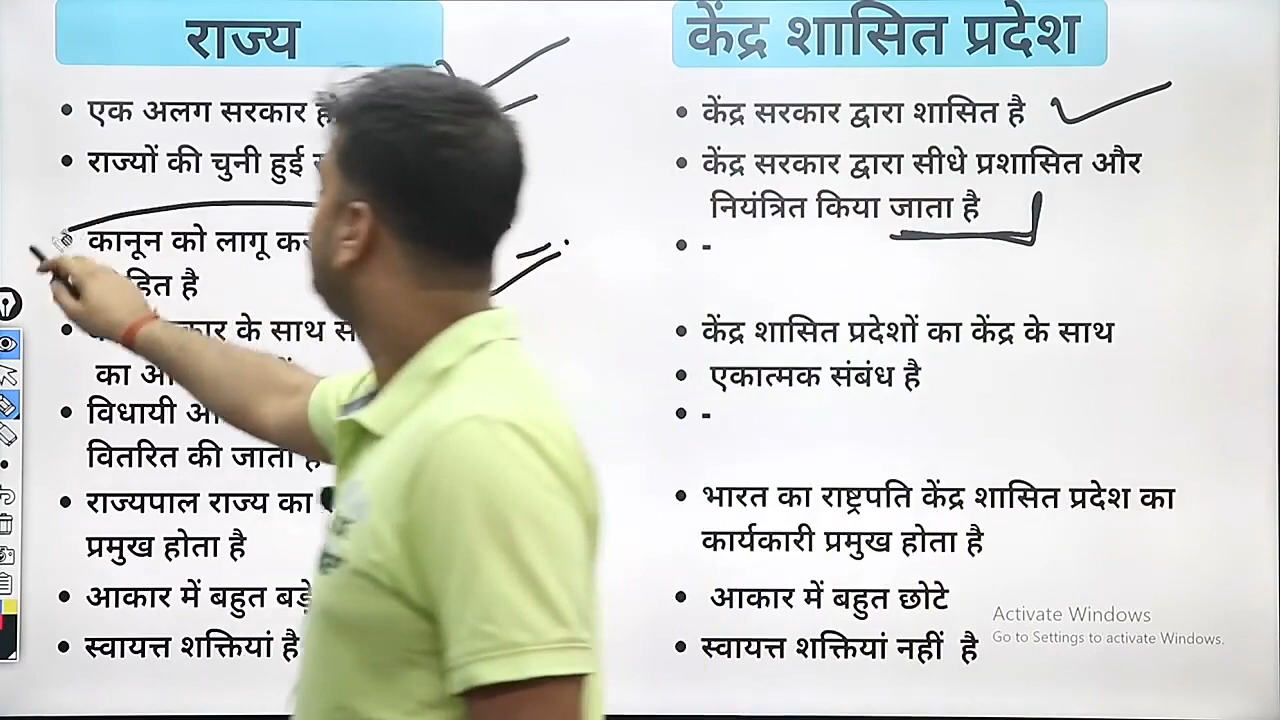 राज्य
एक अलग सरकार
राज्यों की चुनी हुई
कानून को लागू
है
के साथ
का
विधायी
वितरित की जाती है
राज्यपाल राज्य का
प्रमुख होता है
आकार में बहुत बड़े
स्वायत्त शक्तियां है
केंद्र शासित प्रदेश
केंद्र सरकार द्वारा शासित है
केंद्र सरकार द्वारा सीधे प्रशासित और
नियंत्रित किया जाता है
-
केंद्र शासित प्रदेशों का केंद्र के साथ
एकात्मक संबंध है
-
भारत का राष्ट्रपति केंद्र शासित प्रदेश का
कार्यकारी प्रमुख होता है
आकार में बहुत छोटे
स्वायत्त शक्तियां नहीं है
Activate Windows
Go to Settings to activate Windows.